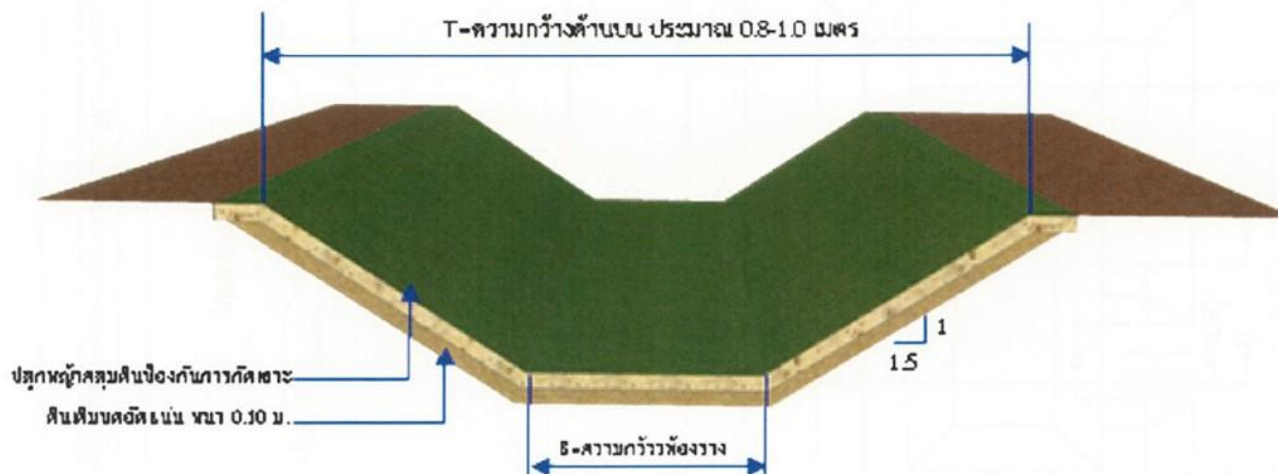 T=ความกว้างด้านบน ประมาณ 0.8-1.0 เมตร
1
1.5
ปลูกหญ้าคลุมดินป้องกันการกัดเซาะ
ดินเดิมบดอัดแน่น หนา 0.10 ม.
B=ความกว้างท้องราง